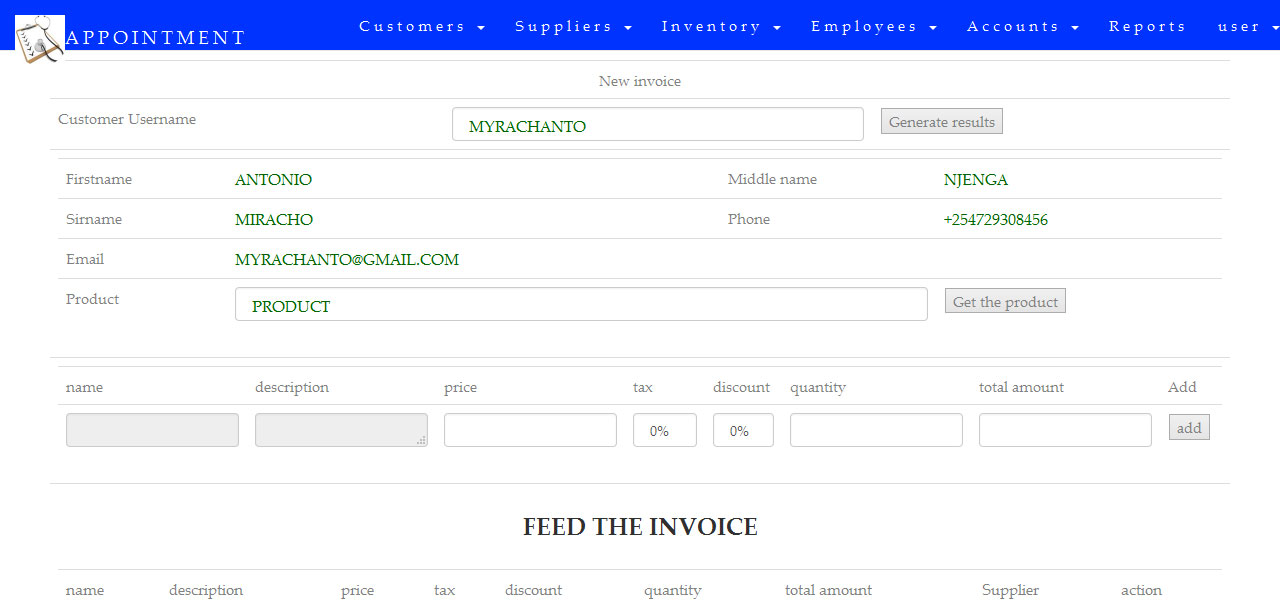 APPOINTMENT Customers Suppliers Inventory Employees Accounts Reports user
New invoice
Customer Username MYRACHANTO Generate results
Firstname ANTONIO Middle name NJENGA
Sirname MIRACHO Phone +254729308456
Email MYRACHANTO@GMAIL.COM
Product PRODUCT Get the product
name description price tax discount quantity total amount Add
0% 0% add
FEED THE INVOICE
name description price tax discount quantity total amount Supplier action